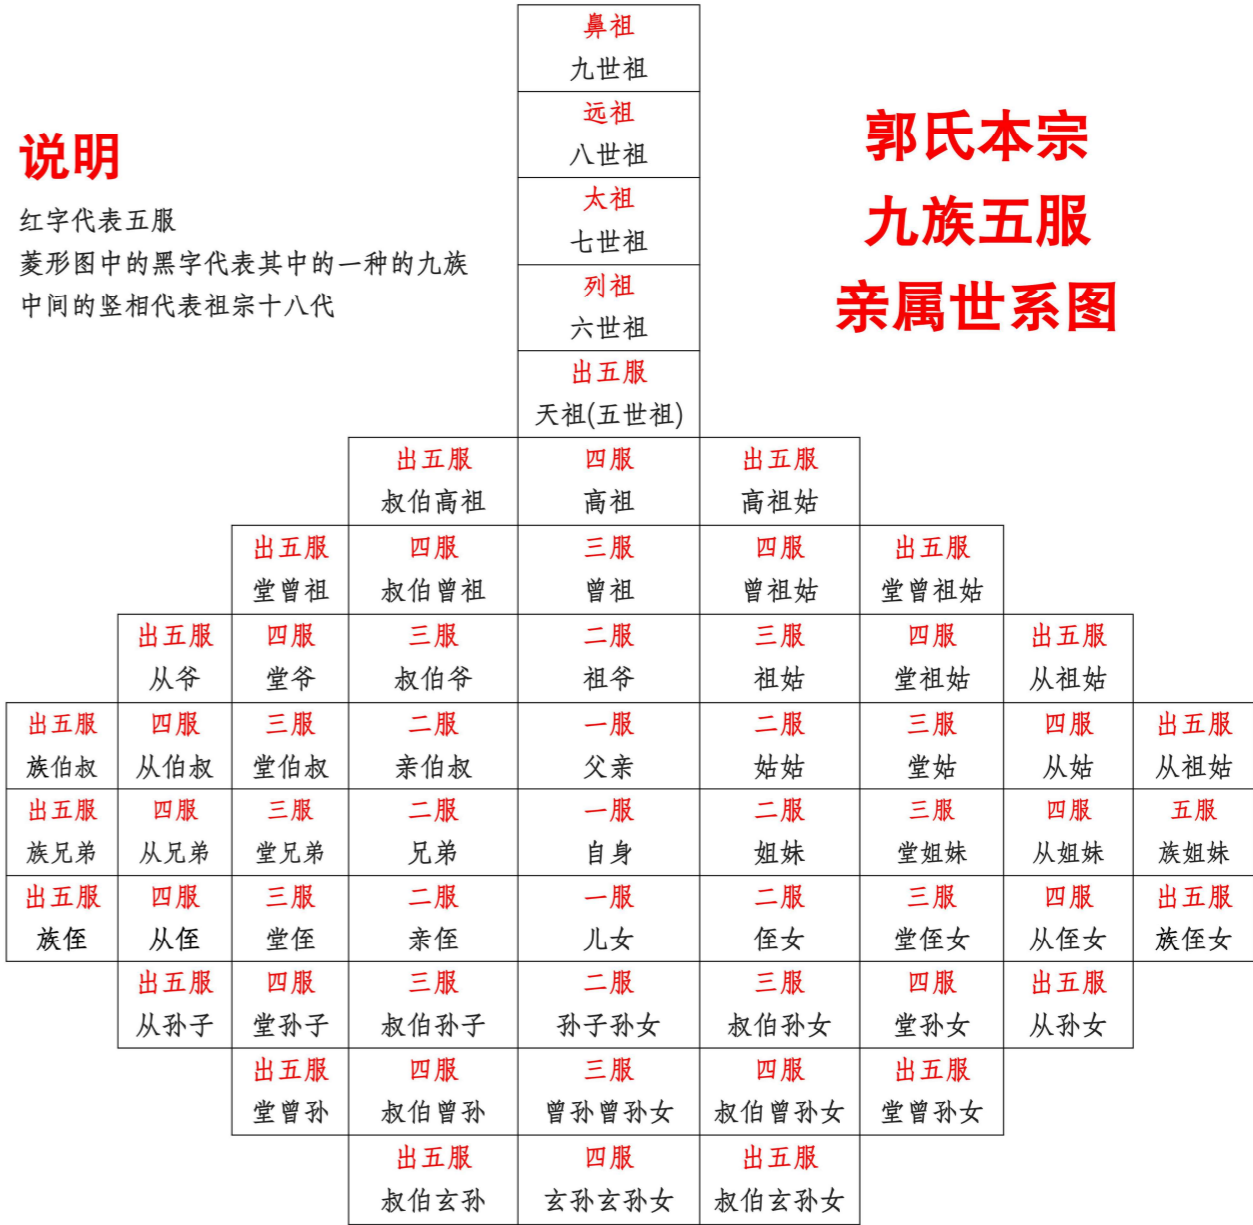 鼻祖
九世祖
远祖
八世祖
太祖
七世祖
列祖
六世祖
出五服
天祖(五世祖)
说明
红字代表五服
菱形图中的黑字代表其中的一种的九族
中间的竖相代表祖宗十八代
郭氏本宗
九族五服
亲属世系图
出五服 四服 出五服
叔伯高祖 高祖 高祖姑
出五服 四服 三服 四服 出五服
堂曾祖 叔伯曾祖 曾祖 曾祖姑 堂曾祖姑
出五服 四服 三服 二服 三服 四服 出五服
从爷 堂爷 叔伯爷 祖爷 祖姑 堂祖姑 从祖姑
出五服 四服 三服 二服 一服 二服 三服 四服 出五服
族伯叔 从伯叔 堂伯叔 亲伯叔 父亲 姑姑 堂姑 从姑 从祖姑
出五服 四服 三服 二服 一服 二服 三服 四服 五服
族兄弟 从兄弟 堂兄弟 兄弟 自身 姐妹 堂姐妹 从姐妹 族姐妹
出五服 四服 三服 二服 一服 二服 三服 四服 出五服
族侄 从侄 堂侄 亲侄 儿女 侄女 堂侄女 从侄女 族侄女
出五服 四服 三服 二服 三服 四服 出五服
从孙子 堂孙子 叔伯孙子 孙子孙女 叔伯孙女 堂孙女 从孙女
出五服 四服 三服 四服 出五服
堂曾孙 叔伯曾孙 曾孙曾孙女 叔伯曾孙女 堂曾孙女
出五服 四服 出五服
叔伯玄孙 玄孙玄孙女 叔伯玄孙女